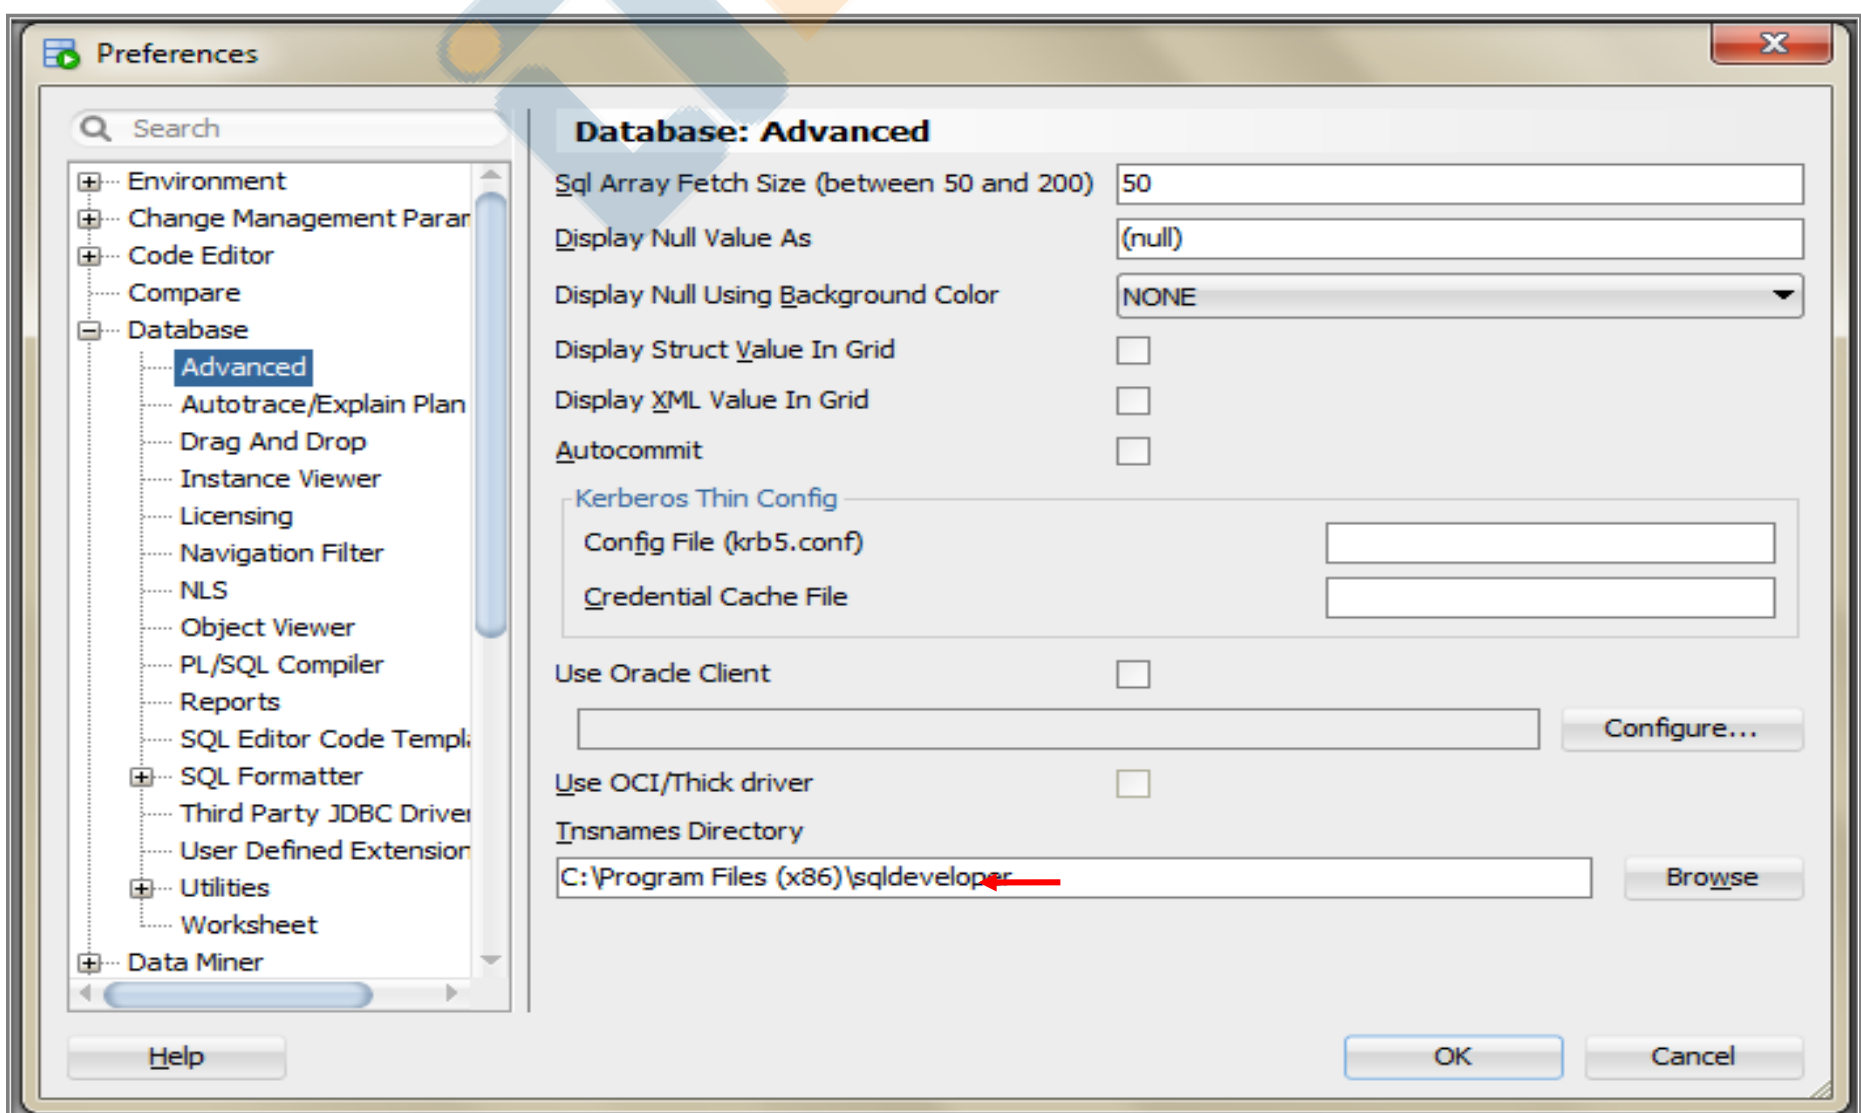 Preferences
Search
Environment
Change Management Param
Code Editor
Compare
Database
Advanced
Autotrace/Explain Plan
Drag And Drop
Instance Viewer
Licensing
Navigation Filter
NLS
Object Viewer
PL/SQL Compiler
Reports
SQL Editor Code Templa
SQL Formatter
Third Party JDBC Driver
User Defined Extension
Utilities
Worksheet
Data Miner
Database: Advanced
Sql Array Fetch Size (between 50 and 200) 50
Display Null Value As (null)
Display Null Using Background Color NONE
Display Struct Value In Grid
Display XML Value In Grid
Autocommit
Kerberos Thin Config
Config File (krb5.conf)
Credential Cache File
Use Oracle Client
Configure...
Use OCI/Thick driver
Tnsnames Directory
C:\Program Files (x86)\sqldeveloper Browse
Help OK Cancel